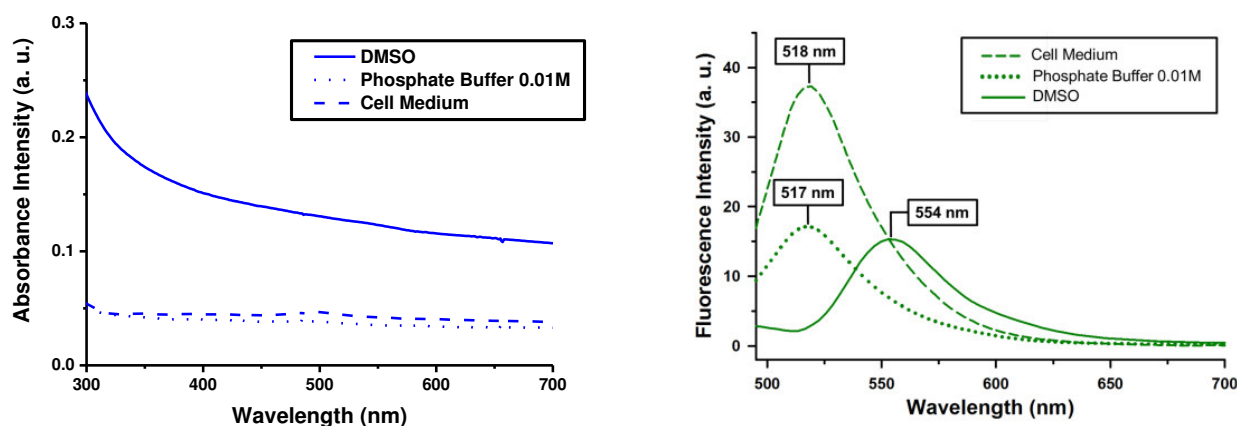 0.3
0.2
0.1
0.0
300
400
500
600
700
Absorbance Intensity (a. u.)
Wavelength (nm)
DMSO
Phosphate Buffer 0.01M
Cell Medium
40
30
20
10
0
500
550
600
650
700
Fluorescence Intensity (a. u.)
Wavelength (nm)
518 nm
517 nm
554 nm
Cell Medium
Phosphate Buffer 0.01M
DMSO